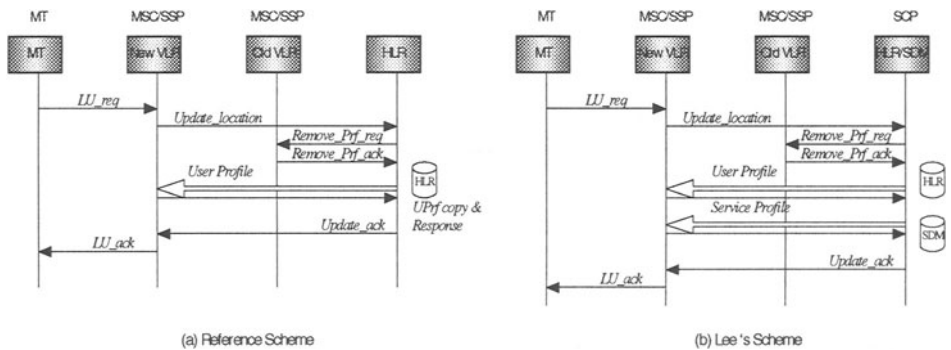 MT MSC/SSP MSC/SSP
MT New VLR Old VLR HLR
LU_req
Update_location
Remove_Prf_req
Remove_Prf_ack
User Profile
HLR
UPrf copy &
Response
Update_ack
LU_ack
(a) Reference Scheme
MT MSC/SSP MSC/SSP SCP
MT New VLR Old VLR HLR/SDM
LU_req
Update_location
Remove_Prf_req
Remove_Prf_ack
User Profile
HLR
Service Profile
SDM
Update_ack
LU_ack
(b) Lee 's Scheme